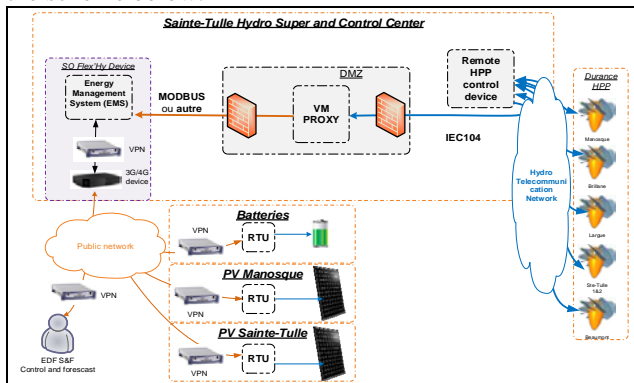 Sainte-Tulle Hydro Super and Control Center
SO Flex'Hy Device
Energy
Management
System (EMS)
MODBUS
ou autre
DMZ
VM
PROXY
Remote
HPP
control
device
IEC104
Durance
HPP
Manosque
Brillane
Largue
Ste-Tulle
1&2
Beaumont
Hydro
Telecommuni
cation
Network
VPN
3G/4G
device
Public network
VPN
EDF S&F
Control and forecast
Batteries
VPN
RTU
PV Manosque
VPN
RTU
PV Sainte-Tulle
VPN
RTU